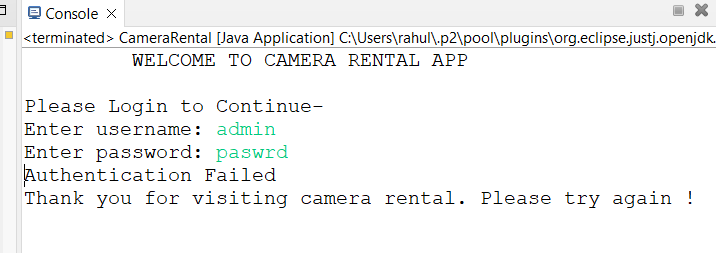 Console
<terminated> CameraRental [Java Application] C:\Users\rahul\.p2\pool\plugins\org.eclipse.justj.openjdk.
WELCOME TO CAMERA RENTAL APP
Please Login to Continue-
Enter username: admin
Enter password: paswrd
Authentication Failed
Thank you for visiting camera rental. Please try again !